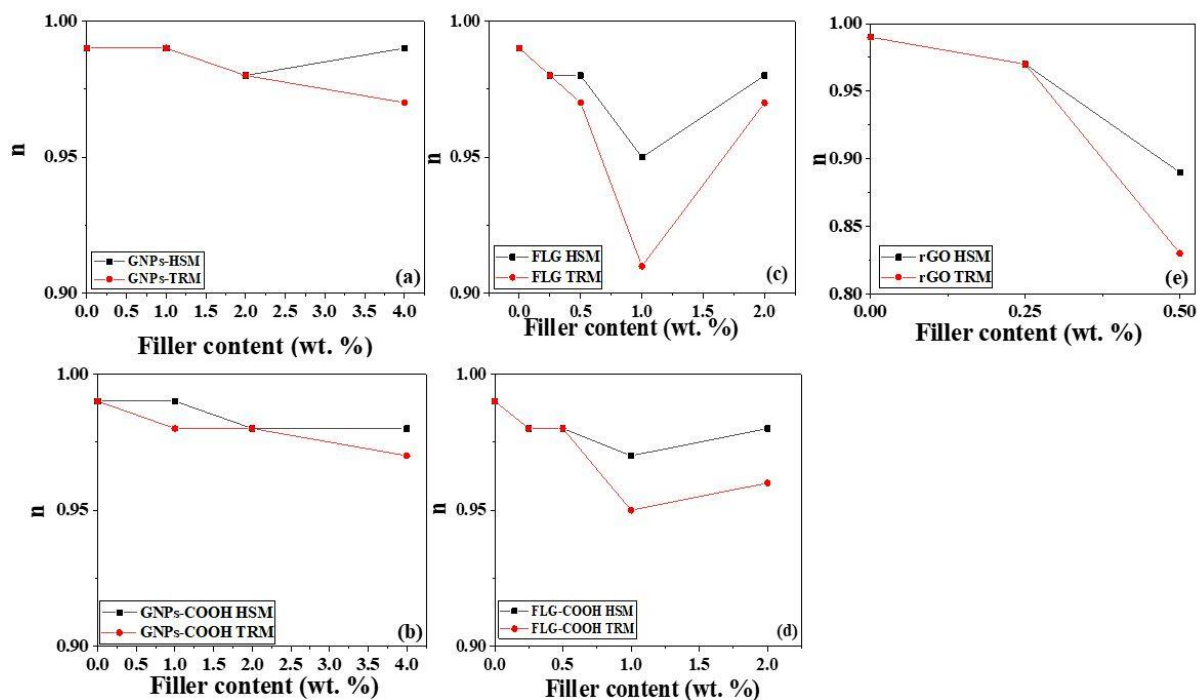 1.00
0.95
0.90
n
GNPs-HSM
GNPs-TRM
(a)
0.0 0.5 1.0 1.5 2.0 2.5 3.0 3.5 4.0
Filler content (wt. %)
1.00
0.95
0.90
n
FLG HSM
FLG TRM
(c)
0.0 0.5 1.0 1.5 2.0
Filler content (wt. %)
1.00
0.95
0.90
0.85
0.80
n
rGO HSM
rGO TRM
(e)
0.00 0.25 0.50
Filler content (wt. %)
1.00
0.95
0.90
n
GNPs-COOH HSM
GNPs-COOH TRM
(b)
0.0 0.5 1.0 1.5 2.0 2.5 3.0 3.5 4.0
Filler content (wt. %)
1.00
0.95
0.90
n
FLG-COOH HSM
FLG-COOH TRM
(d)
0.0 0.5 1.0 1.5 2.0
Filler content (wt. %)